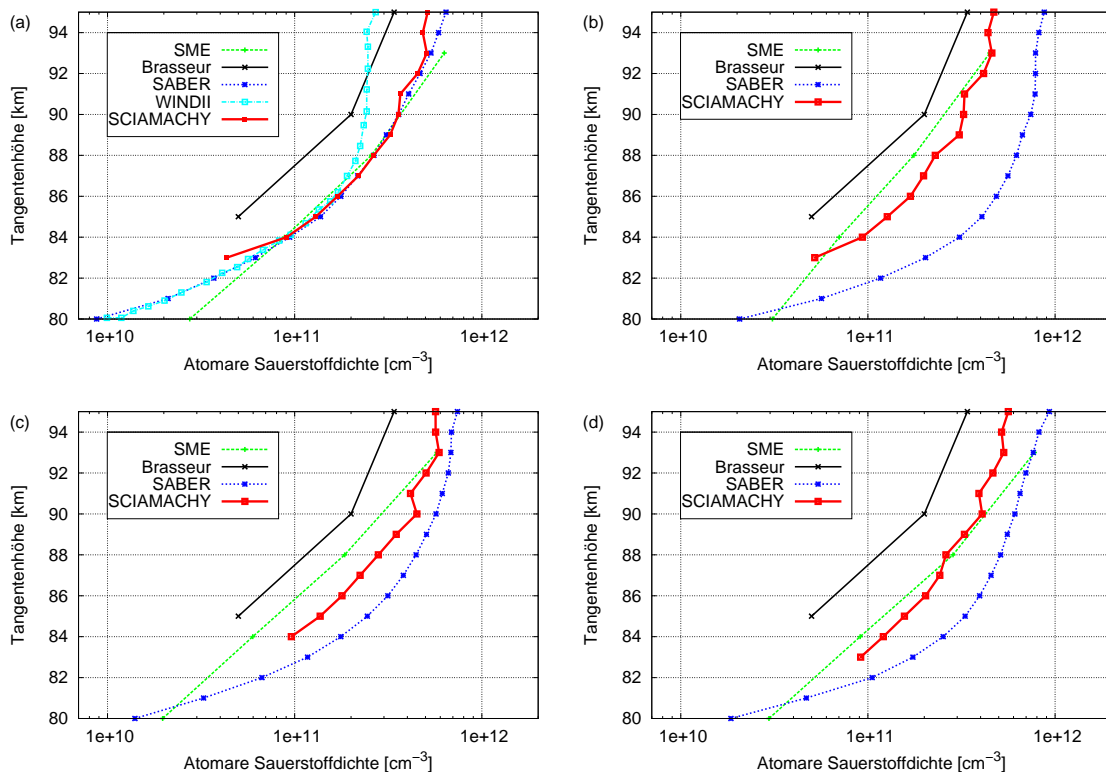 (a)
94
92
90
88
86
84
82
80
Tangentenhöhe [km]
SME
Brasseur
SABER
WINDII
SCIAMACHY
1e+10
1e+11
1e+12
Atomare Sauerstoffdichte [cm−3]
(b)
94
92
90
88
86
84
82
80
Tangentenhöhe [km]
SME
Brasseur
SABER
SCIAMACHY
1e+10
1e+11
1e+12
Atomare Sauerstoffdichte [cm−3]
(c)
94
92
90
88
86
84
82
80
Tangentenhöhe [km]
SME
Brasseur
SABER
SCIAMACHY
1e+10
1e+11
1e+12
Atomare Sauerstoffdichte [cm−3]
(d)
94
92
90
88
86
84
82
80
Tangentenhöhe [km]
SME
Brasseur
SABER
SCIAMACHY
1e+10
1e+11
1e+12
Atomare Sauerstoffdichte [cm−3]